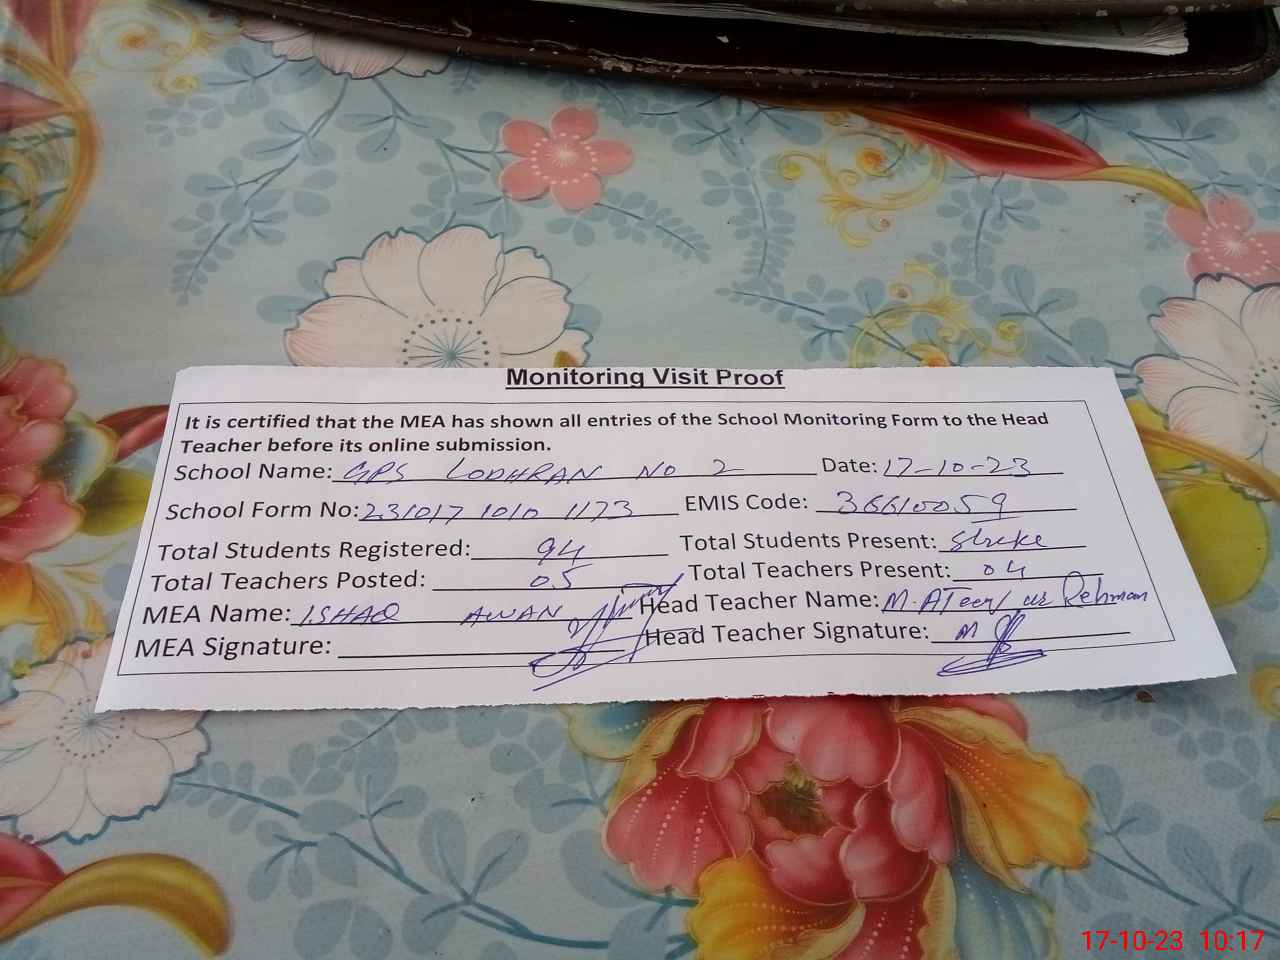 Monitoring Visit Proof
It is certified that the MEA has shown all entries of the School Monitoring Form to the Head
Teacher before its online submission.
School Name: GPS LODHRAN NO 2 Date: 17-10-23
School Form No: 231017 1010 1173 EMIS Code: 36610059
Total Students Registered: 94 Total Students Present: Strike
Total Teachers Posted: 05 Total Teachers Present: 04
MEA Name: ISHAQ AWAN Head Teacher Name: M. ATeeq ur Rehman
MEA Signature: Head Teacher Signature:
17-10-23 10:17